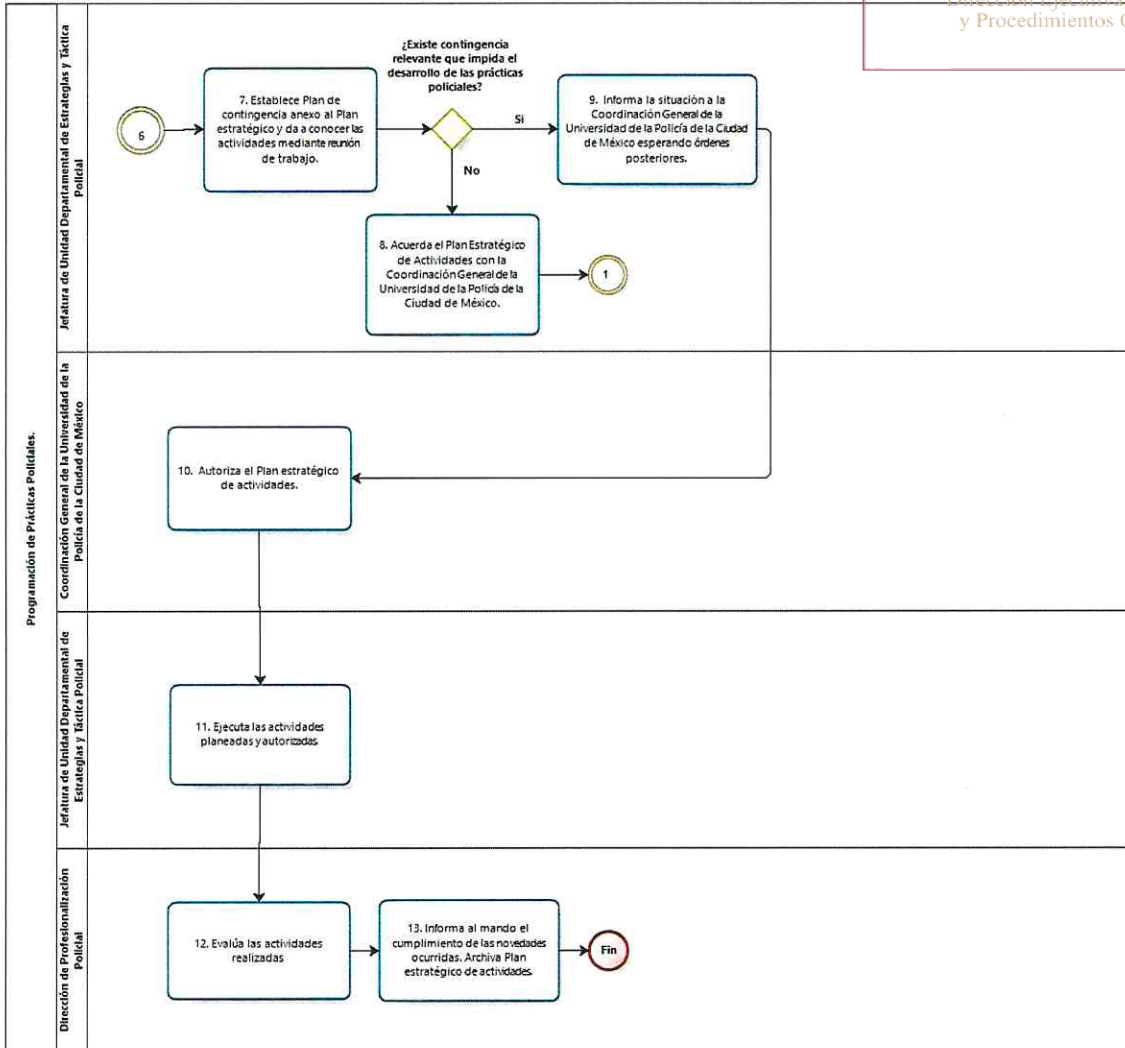 y Procedimientos
Programación de Prácticas Policiales.
Jefatura de Unidad Departamental de Estrategias y Táctica
Policial
6
7. Establece Plan de
contingencia anexo al Plan
estratégico y da a conocer las
actividades mediante reunión
de trabajo.
¿Existe contingencia
relevante que impida el
desarrollo de las prácticas
policiales?
Si
No
9. Informa la situación a la
Coordinación General de la
Universidad de la Policía de la Ciudad
de México esperando órdenes
posteriores.
8. Acuerda el Plan Estratégico
de Actividades con la
Coordinación General de la
Universidad de la Policía de la
Ciudad de México.
1
Coordinación General de la Universidad de la
Policía de la Ciudad de México
10. Autoriza el Plan estratégico
de actividades.
Jefatura de Unidad Departamental de
Estrategias y Táctica Policial
11. Ejecuta las actividades
planeadas y autorizadas.
Dirección de Profesionalización
Policial
12. Evalúa las actividades
realizadas
13. Informa al mando el
cumplimiento de las novedades
ocurridas. Archiva Plan
estratégico de actividades.
Fin